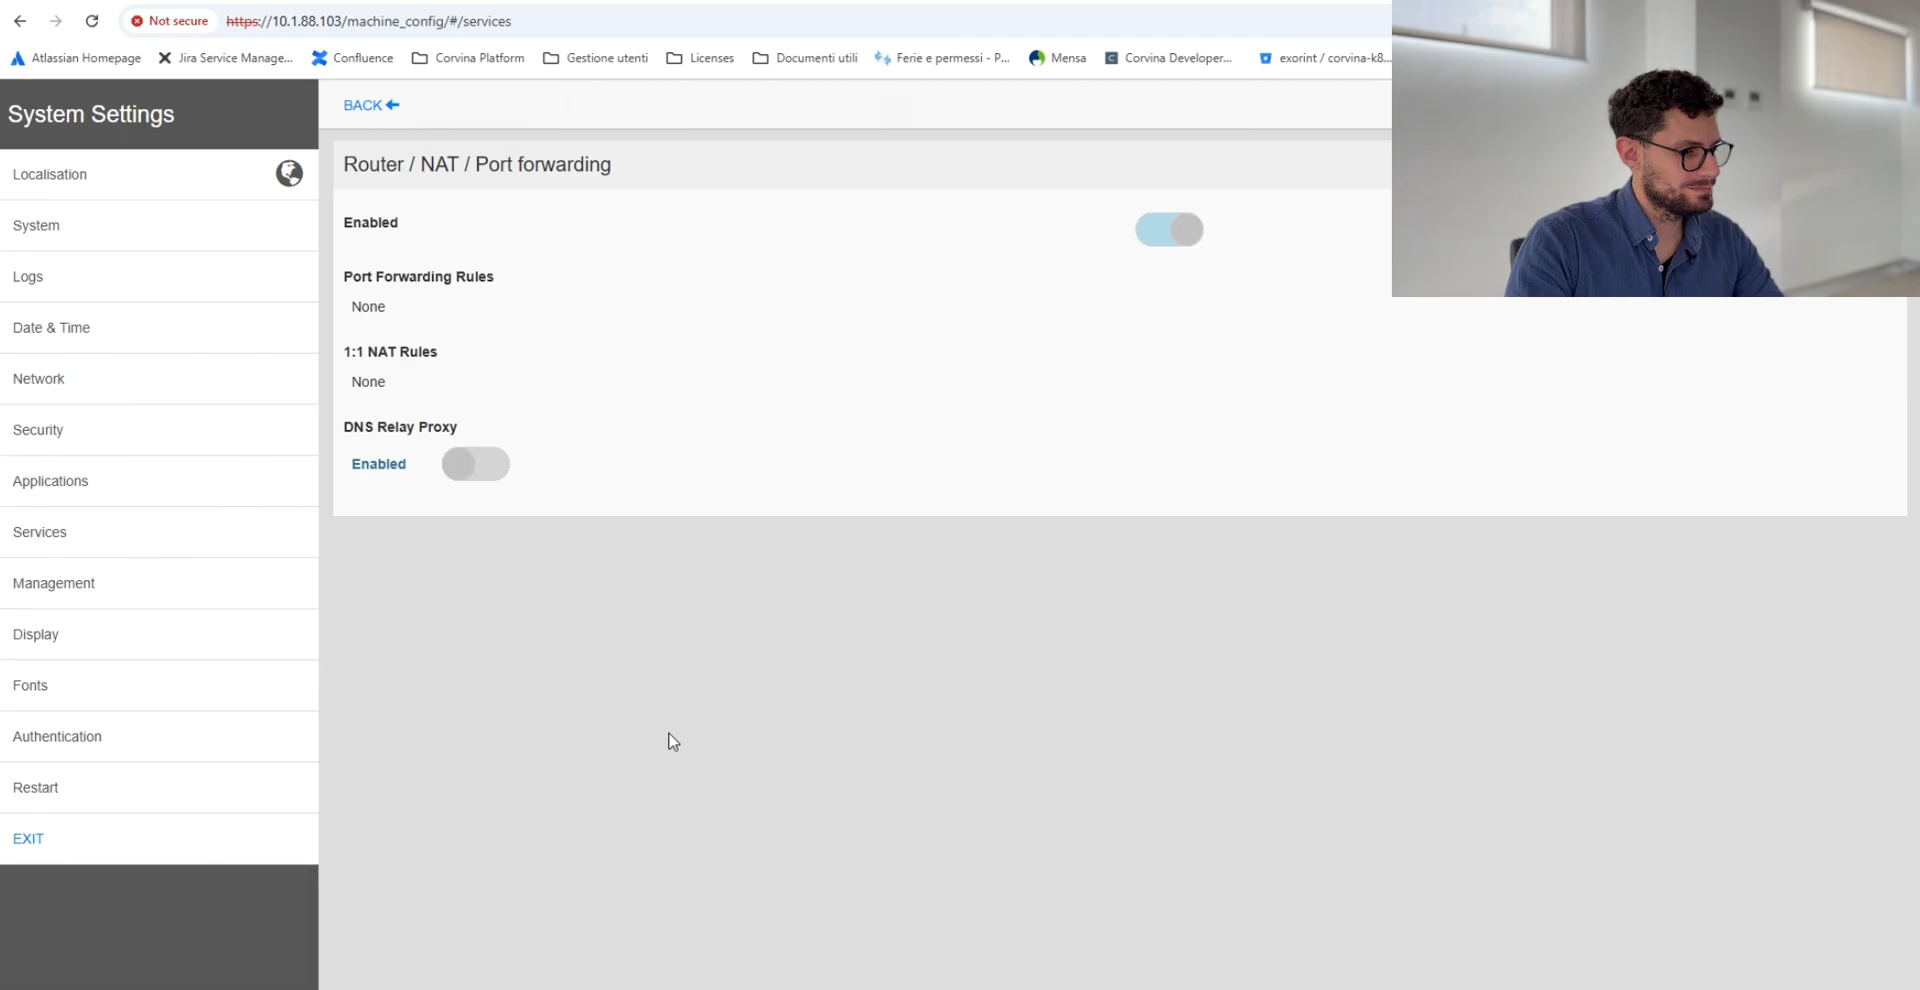 Not secure https://10.1.88.103/machine_config/#/services
Atlassian Homepage Jira Service Manage... Confluence Corvina Platform Gestione utenti Licenses Documenti utili Ferie e permessi - P... Mensa Corvina Developer... exorint / corvina-k8...
System Settings
Localisation
System
Logs
Date & Time
Network
Security
Applications
Services
Management
Display
Fonts
Authentication
Restart
EXIT
BACK
Router / NAT / Port forwarding
Enabled
Port Forwarding Rules
None
1:1 NAT Rules
None
DNS Relay Proxy
Enabled